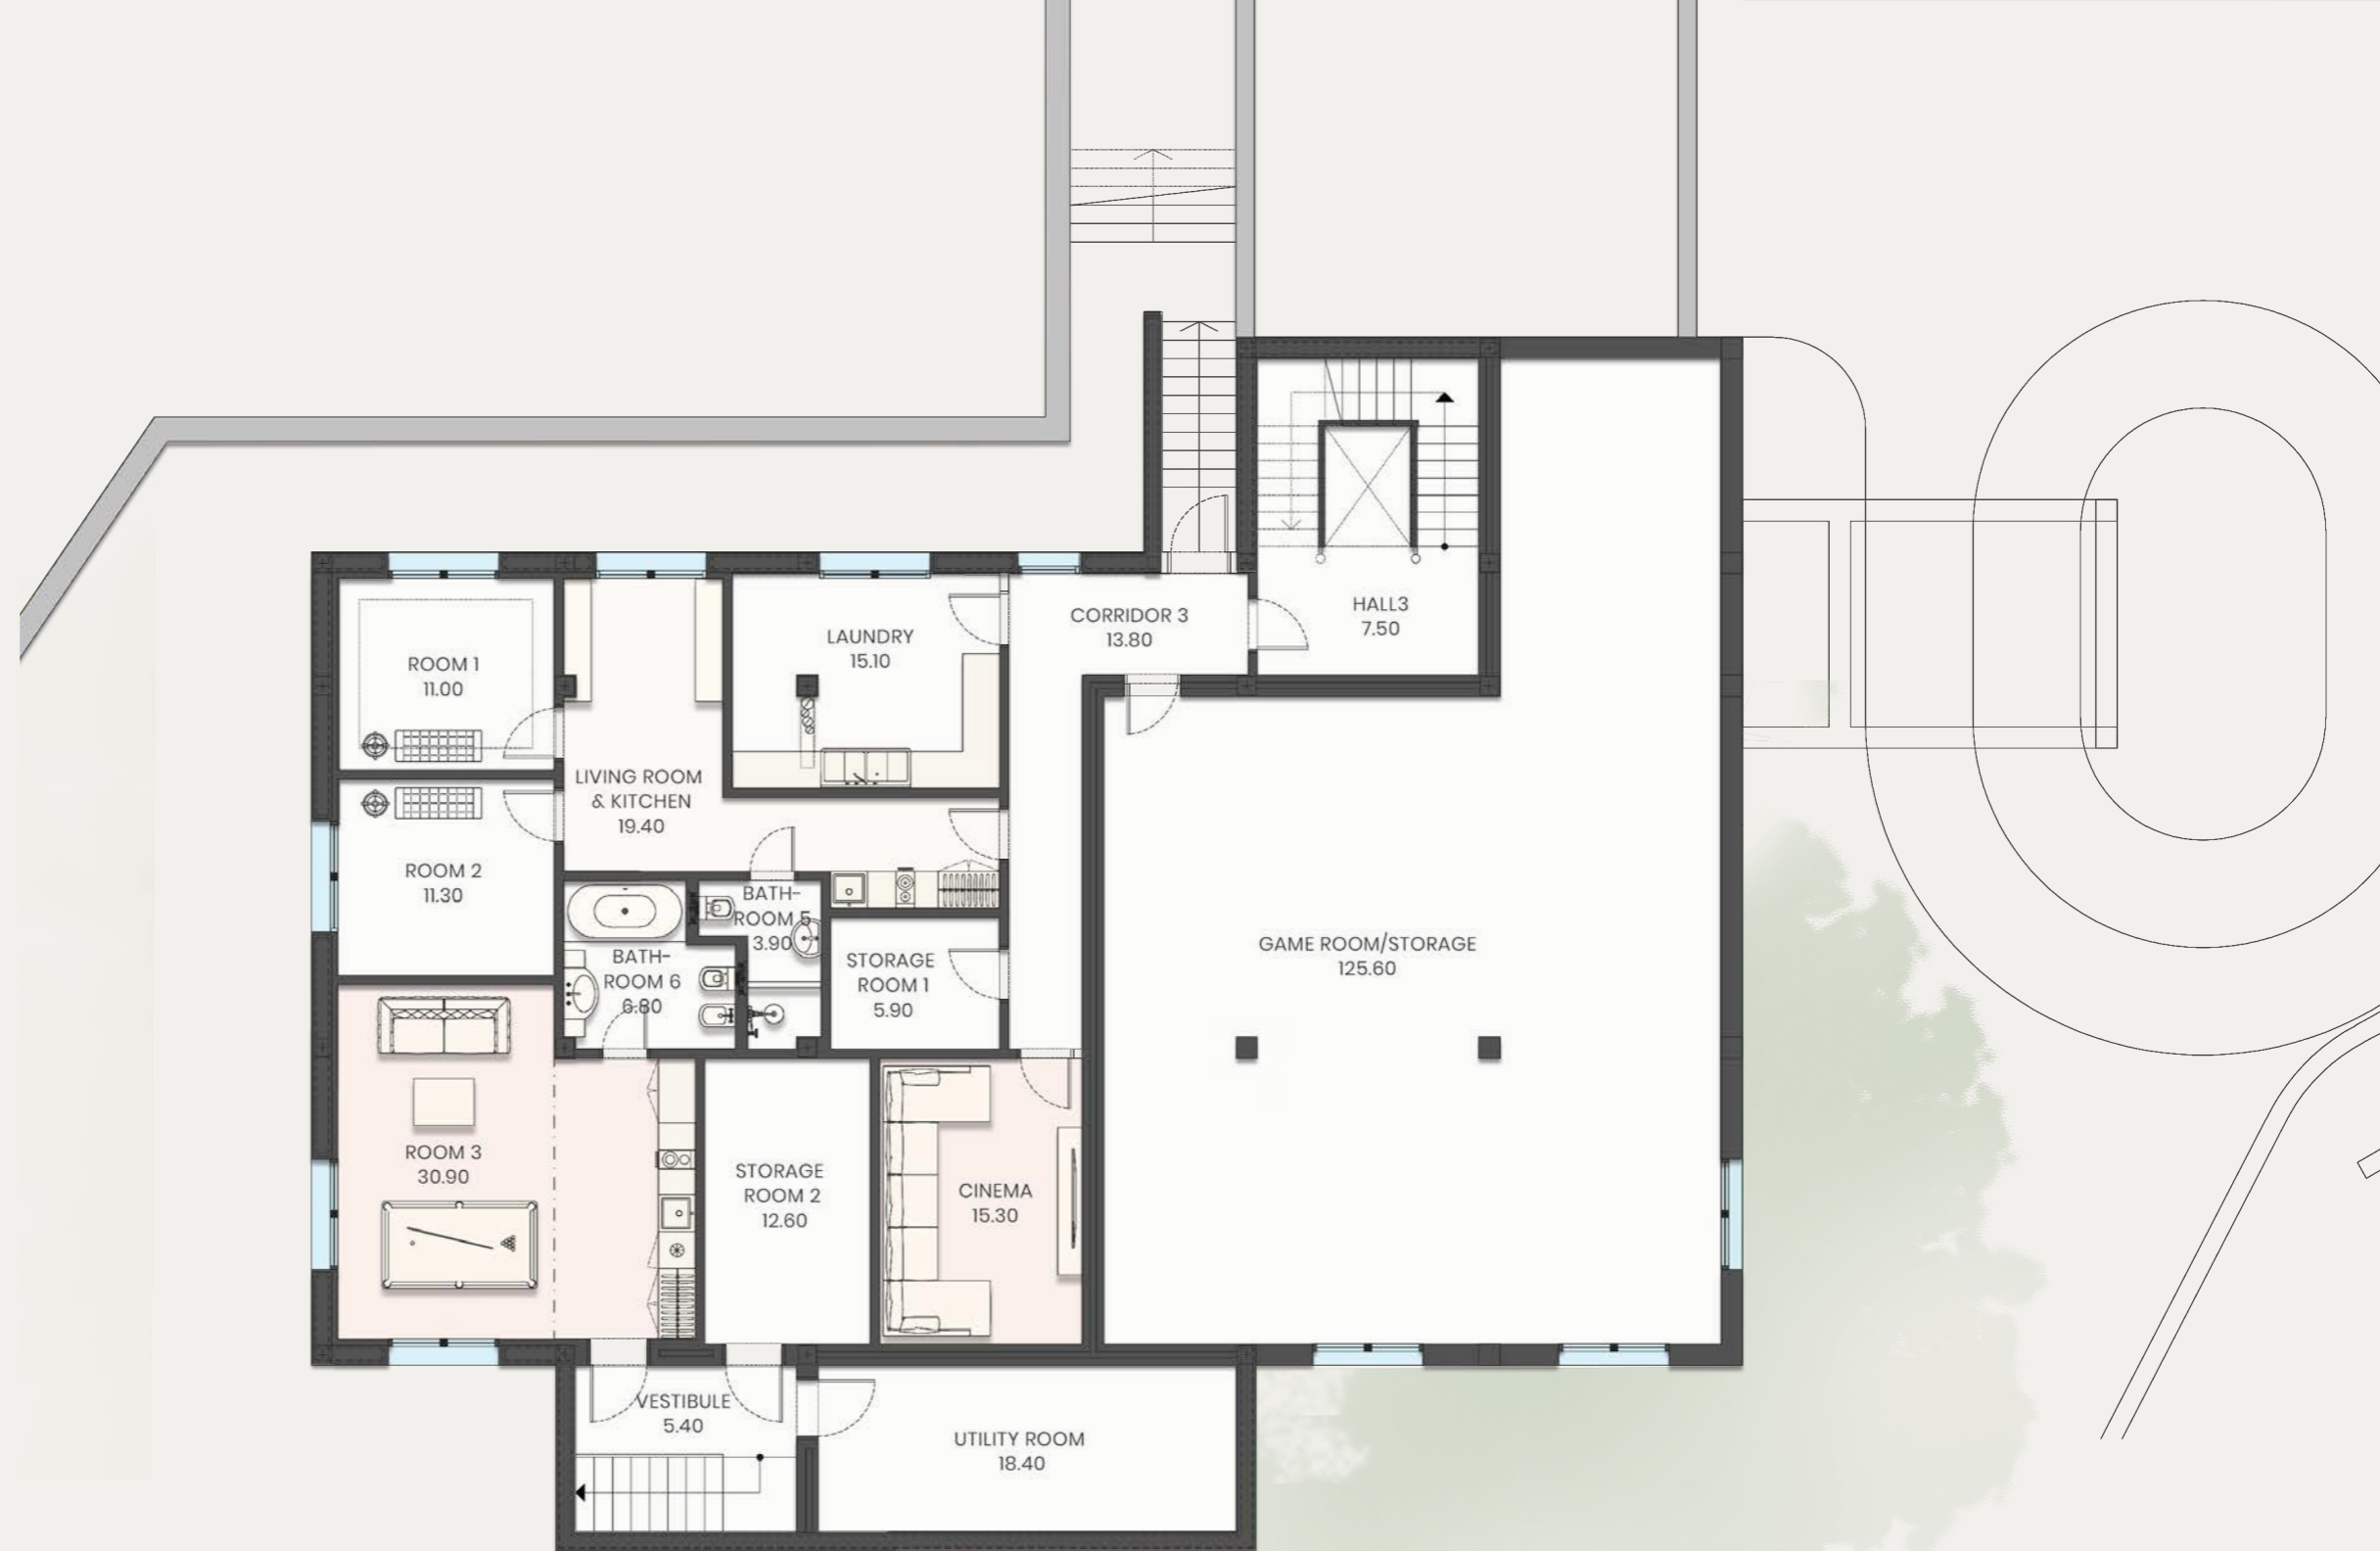 HALL3
7.50
CORRIDOR 3
13.80
LAUNDRY
15.10
ROOM 1
11.00
LIVING ROOM
& KITCHEN
19.40
ROOM 2
11.30
BATH-
ROOM 5
3.90
BATH-
ROOM 6
6.80
STORAGE
ROOM 1
5.90
GAME ROOM/STORAGE
125.60
ROOM 3
30.90
STORAGE
ROOM 2
12.60
CINEMA
15.30
VESTIBULE
5.40
UTILITY ROOM
18.40